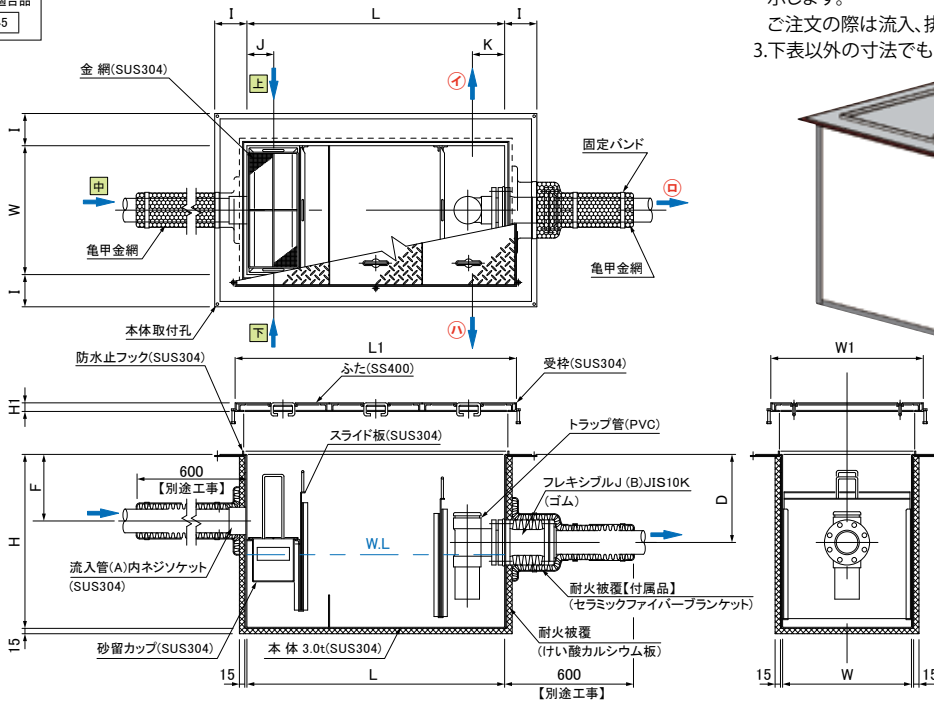 適合品
5
示します。
ご注文の際は流入、排
3.下表以外の寸法でも
I
L
I
J
K
金 網(SUS304)
上
イ
I
固定バンド
中
ロ
W
亀甲金網
亀甲金網
I
本体取付孔
下
ハ
防水止フック(SUS304)
L1
W1
ふた(SS400)
受枠(SUS304)
H1
スライド板(SUS304)
トラップ管(PVC)
600
【別途工事】
フレキシブルJ (B)JIS10K
(ゴム)
F
D
H
W.L
流入管(A)内ネジソケット
(SUS304)
耐火被覆【付属品】
(セラミックファイバーブランケット)
耐火被覆
(けい酸カルシウム板)
砂留カップ(SUS304)
本 体 3.0t(SUS304)
15
15
L
600
【別途工事】
15
W
15